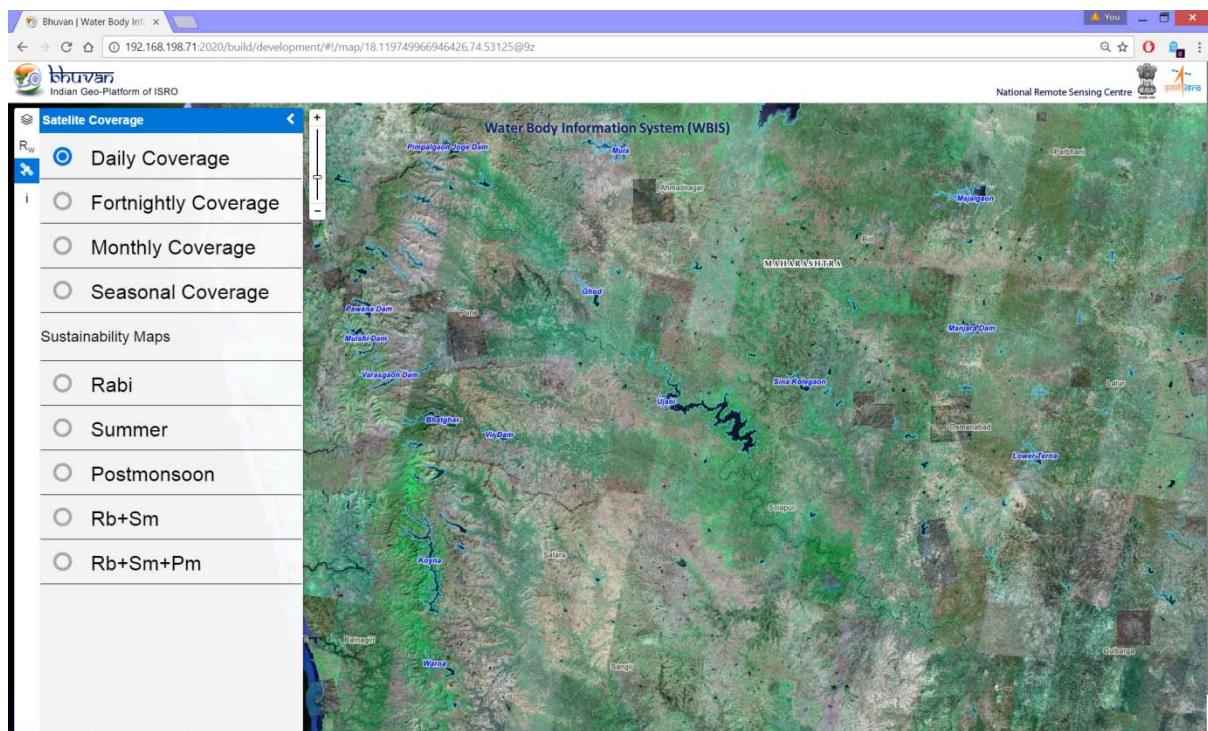 Bhuvan | Water Body Inf
You
192.168.198.71:2020/build/development/#!/map/18.119749966946426,74.53125@9z
bhuvan
Indian Geo-Platform of ISRO
National Remote Sensing Centre
इसरो isro
Satelite Coverage
Rw
i
Daily Coverage
Fortnightly Coverage
Monthly Coverage
Seasonal Coverage
Sustainability Maps
Rabi
Summer
Postmonsoon
Rb+Sm
Rb+Sm+Pm
+
−
Water Body Information System (WBIS)
Pimpalgaon Joge Dam
Mula
Parbhani
Ahmadnagar
Majalgaon
Bid
MAHARASHTRA
Ghod
Pawana Dam
Pune
Mulshi Dam
Manjara Dam
Varasgaon Dam
Sina Kolegaon
Latur
Ujani
Bhatghar
Osmanabad
Vir Dam
Lower Terna
Solapur
Satara
Koyna
Ratnagiri
Gulbarga
Warna
Sangli